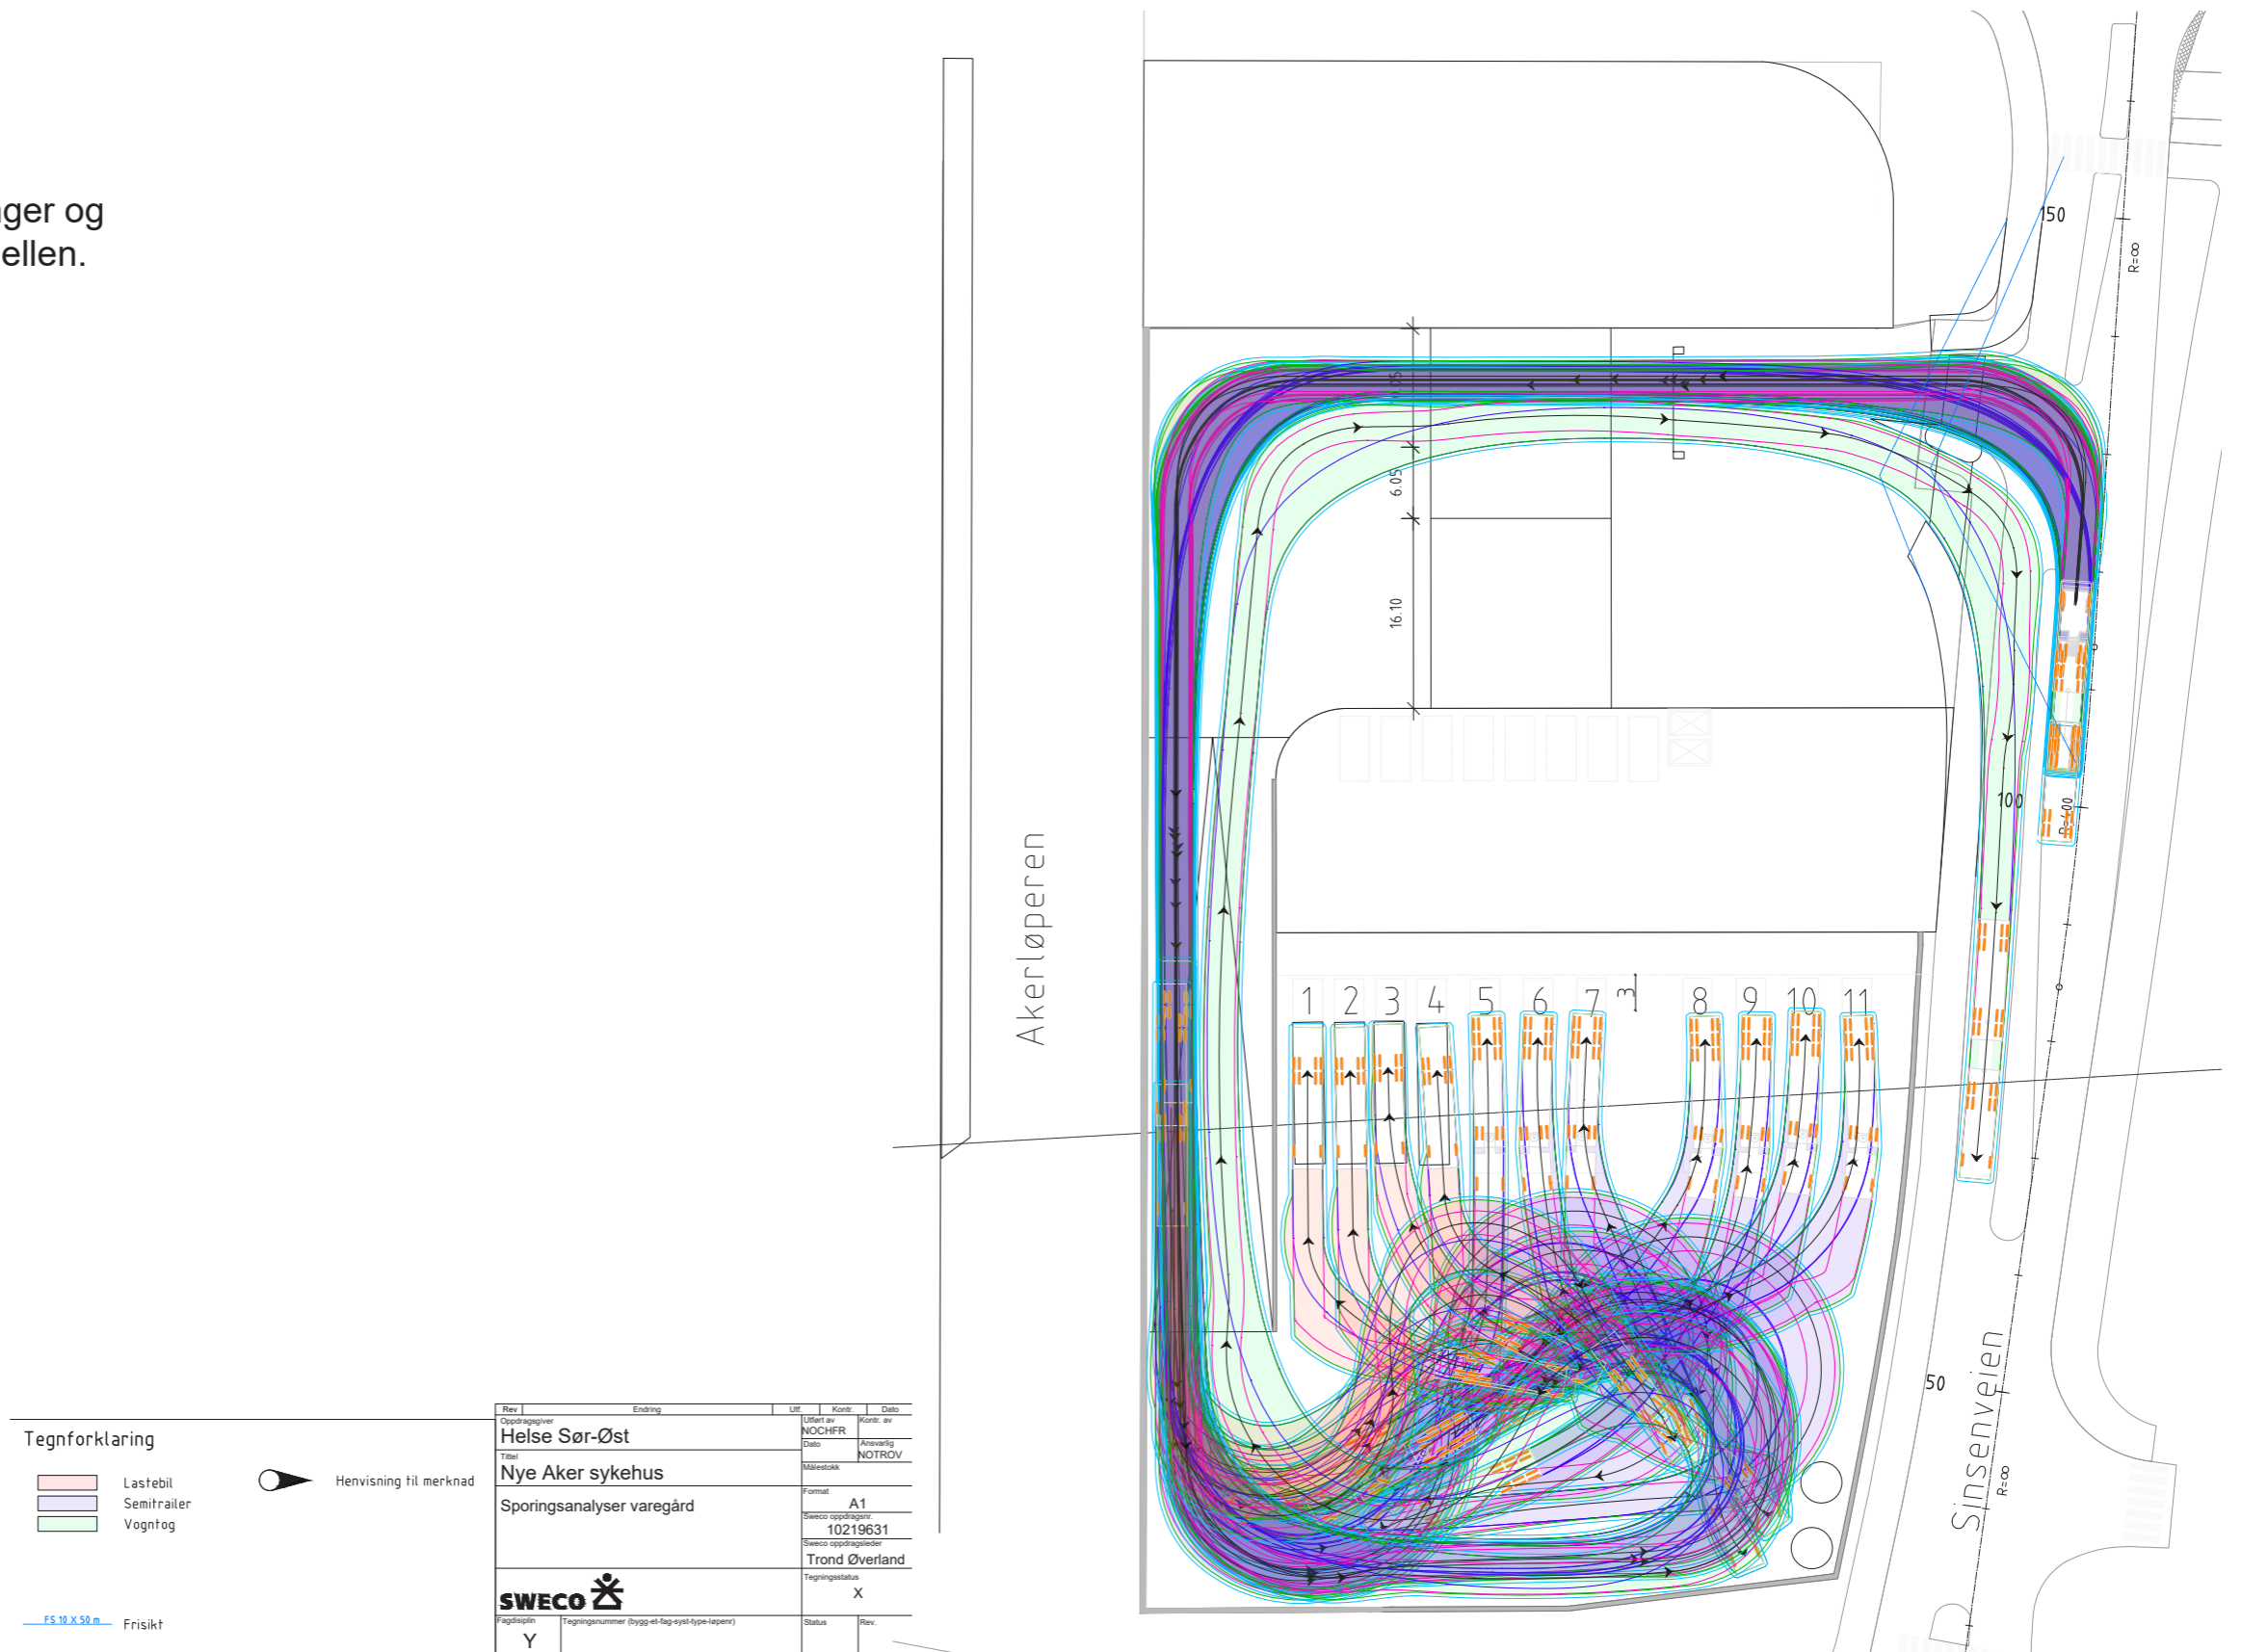 ger og
ellen.
150
R=∞
6.05
16.10
100
Akerløperen
1 2 3 4 5 6 7 3 8 9 10 11
50
Sinsenveien
R=∞
Tegnforklaring
Lastebil
Semitrailer
Vogntog
Henvisning til merknad
FS 10 X 50 m
Frisikt
Rev Endring Utf. Kontr. Dato
Oppdragsgiver
Helse Sør-Øst
Utført av
NOCHFR
Kontr. av
Dato
Ansvarlig
NOTROV
Tittel
Nye Aker sykehus
Målestokk
Sporingsanalyser varegård
Format
A1
Sweco oppdragsnr.
10219631
Sweco oppdragsleder
Trond Øverland
Tegningsstatus
X
SWECO
Fagdisiplin
Y
Tegningsnummer (bygg-et-fag-syst-type-løpenr)
Status
Rev.